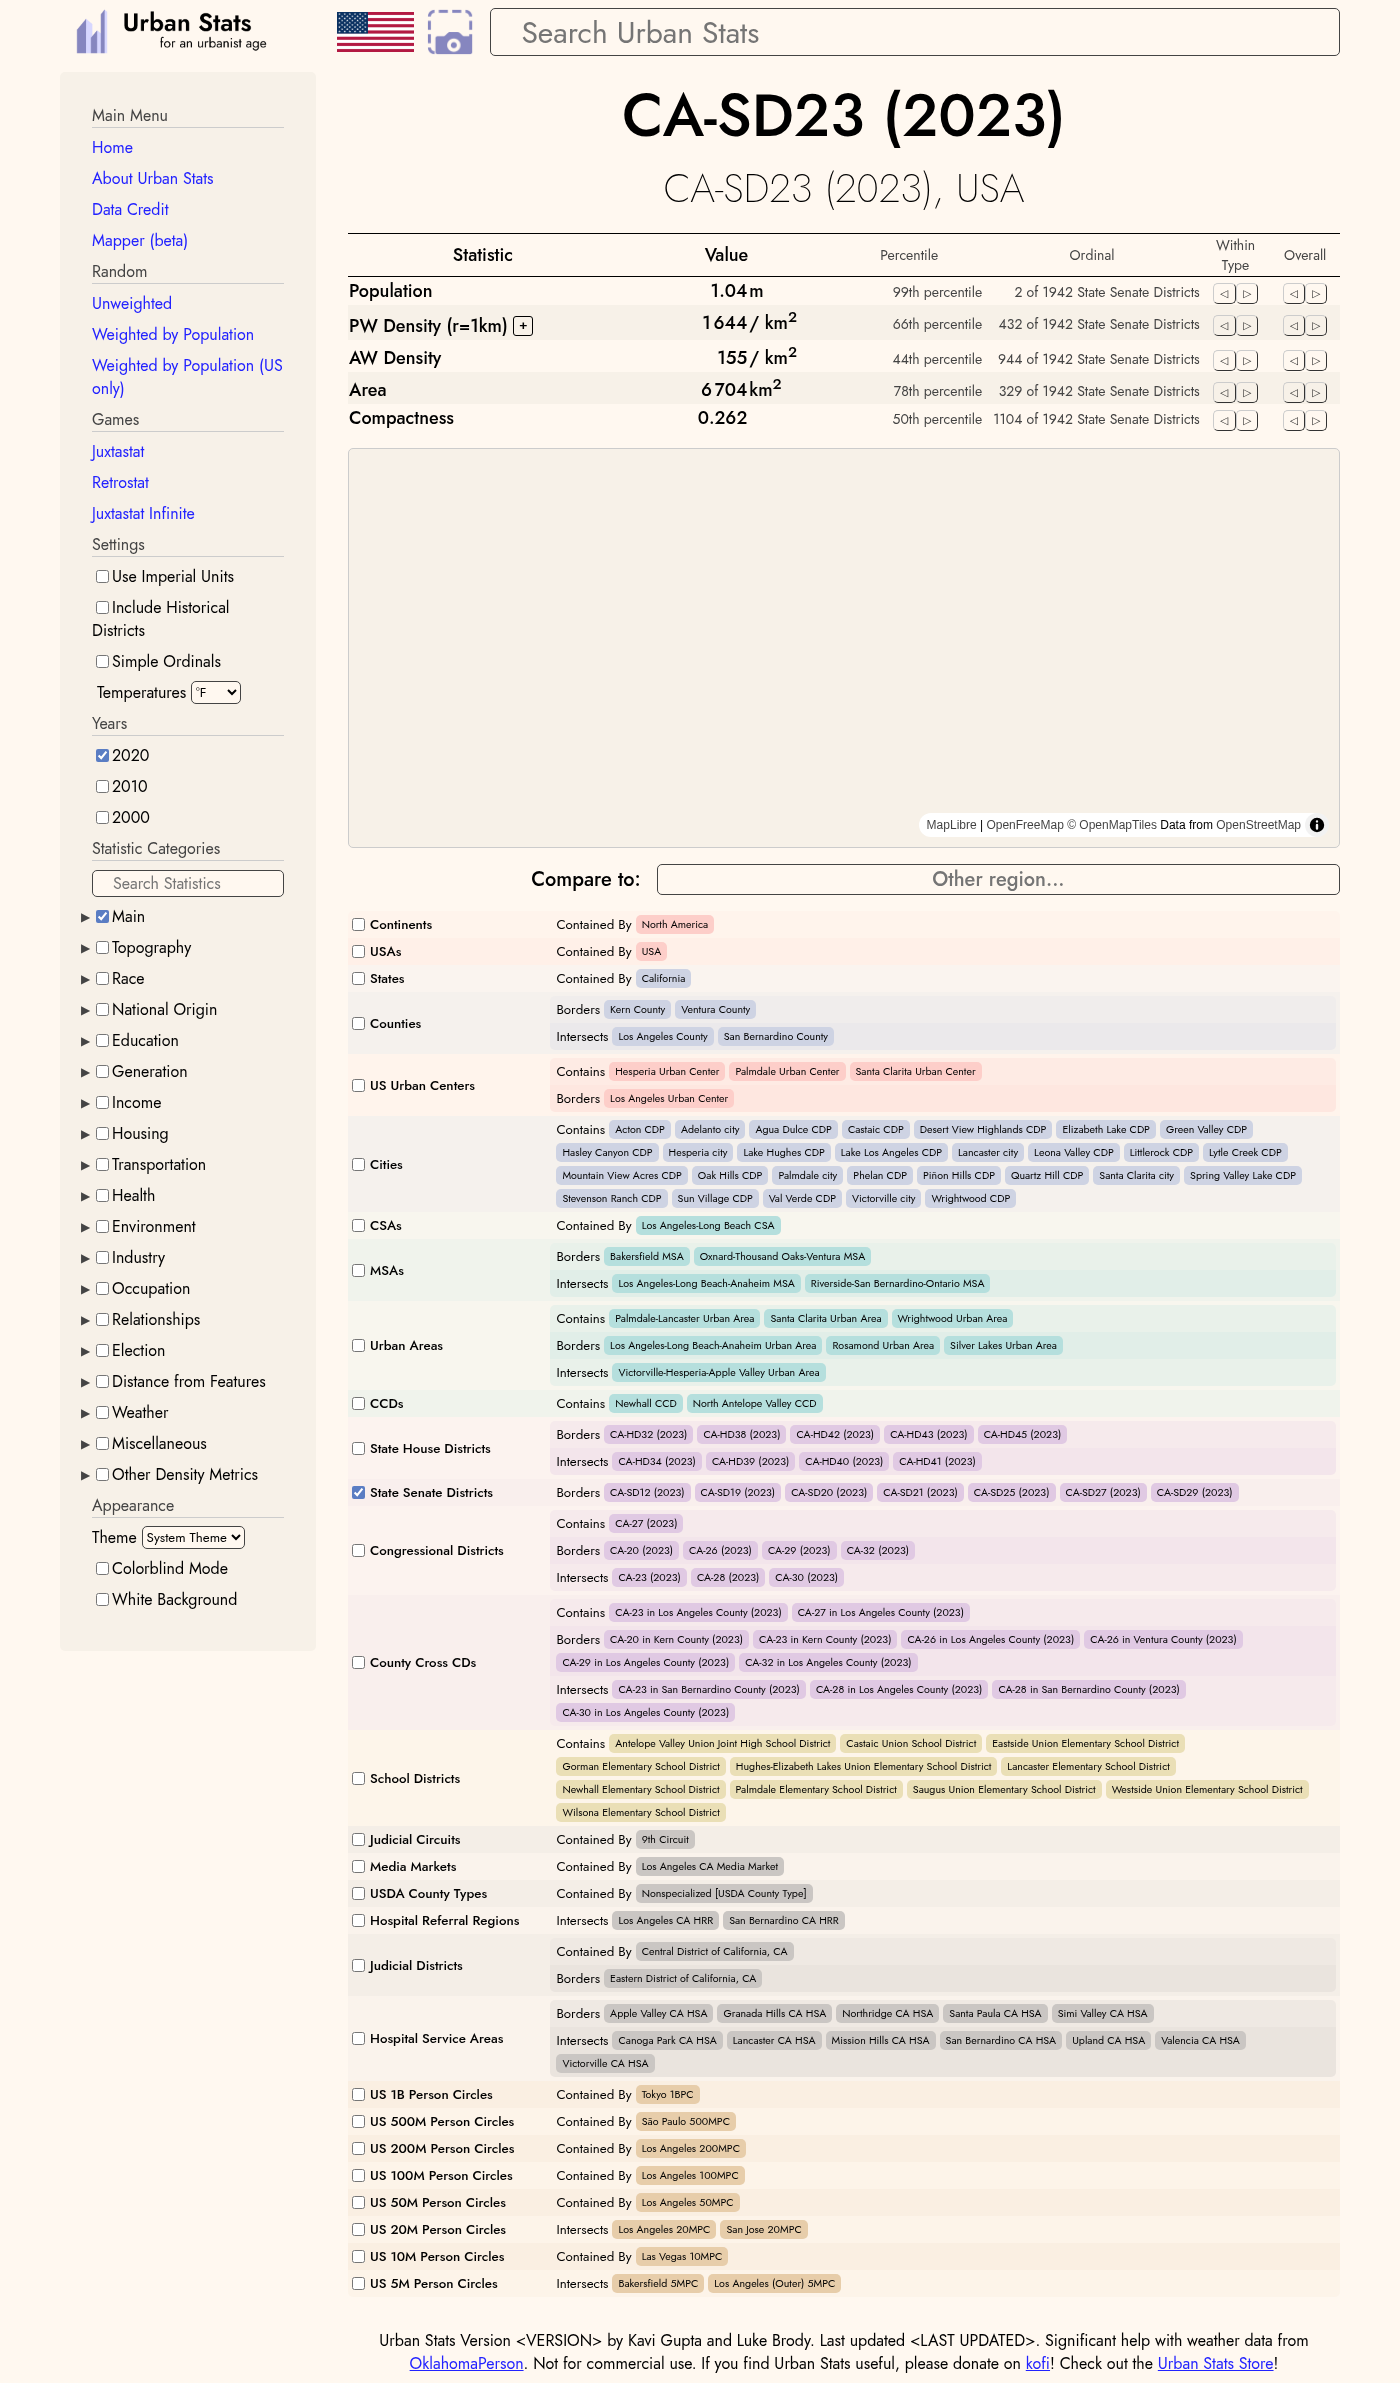 Urban Stats
for an urbanist age
Search Urban Stats
Main Menu
Home
About Urban Stats
Data Credit
Mapper (beta)
Random
Unweighted
Weighted by Population
Weighted by Population (US
only)
Games
Juxtastat
Retrostat
Juxtastat Infinite
Settings
Use Imperial Units
Include Historical
Districts
Simple Ordinals
Temperatures °F
Years
2020
2010
2000
Statistic Categories
Search Statistics
Main
Topography
Race
National Origin
Education
Generation
Income
Housing
Transportation
Health
Environment
Industry
Occupation
Relationships
Election
Distance from Features
Weather
Miscellaneous
Other Density Metrics
Appearance
Theme System Theme
Colorblind Mode
White Background
CA-SD23 (2023)
CA-SD23 (2023), USA
Statistic Value Percentile Ordinal Within Type Overall
Population 1.04 m 99th percentile 2 of 1942 State Senate Districts
PW Density (r=1km) + 1 644 / km² 66th percentile 432 of 1942 State Senate Districts
AW Density 155 / km² 44th percentile 944 of 1942 State Senate Districts
Area 6 704 km² 78th percentile 329 of 1942 State Senate Districts
Compactness 0.262 50th percentile 1104 of 1942 State Senate Districts
MapLibre | OpenFreeMap © OpenMapTiles Data from OpenStreetMap
Compare to: Other region...
Continents Contained By North America
USAs Contained By USA
States Contained By California
Counties
Borders Kern County Ventura County
Intersects Los Angeles County San Bernardino County
US Urban Centers
Contains Hesperia Urban Center Palmdale Urban Center Santa Clarita Urban Center
Borders Los Angeles Urban Center
Cities
Contains Acton CDP Adelanto city Agua Dulce CDP Castaic CDP Desert View Highlands CDP Elizabeth Lake CDP Green Valley CDP
Hasley Canyon CDP Hesperia city Lake Hughes CDP Lake Los Angeles CDP Lancaster city Leona Valley CDP Littlerock CDP Lytle Creek CDP
Mountain View Acres CDP Oak Hills CDP Palmdale city Phelan CDP Piñon Hills CDP Quartz Hill CDP Santa Clarita city Spring Valley Lake CDP
Stevenson Ranch CDP Sun Village CDP Val Verde CDP Victorville city Wrightwood CDP
CSAs Contained By Los Angeles-Long Beach CSA
MSAs
Borders Bakersfield MSA Oxnard-Thousand Oaks-Ventura MSA
Intersects Los Angeles-Long Beach-Anaheim MSA Riverside-San Bernardino-Ontario MSA
Urban Areas
Contains Palmdale-Lancaster Urban Area Santa Clarita Urban Area Wrightwood Urban Area
Borders Los Angeles-Long Beach-Anaheim Urban Area Rosamond Urban Area Silver Lakes Urban Area
Intersects Victorville-Hesperia-Apple Valley Urban Area
CCDs Contains Newhall CCD North Antelope Valley CCD
State House Districts
Borders CA-HD32 (2023) CA-HD38 (2023) CA-HD42 (2023) CA-HD43 (2023) CA-HD45 (2023)
Intersects CA-HD34 (2023) CA-HD39 (2023) CA-HD40 (2023) CA-HD41 (2023)
State Senate Districts Borders CA-SD12 (2023) CA-SD19 (2023) CA-SD20 (2023) CA-SD21 (2023) CA-SD25 (2023) CA-SD27 (2023) CA-SD29 (2023)
Congressional Districts
Contains CA-27 (2023)
Borders CA-20 (2023) CA-26 (2023) CA-29 (2023) CA-32 (2023)
Intersects CA-23 (2023) CA-28 (2023) CA-30 (2023)
County Cross CDs
Contains CA-23 in Los Angeles County (2023) CA-27 in Los Angeles County (2023)
Borders CA-20 in Kern County (2023) CA-23 in Kern County (2023) CA-26 in Los Angeles County (2023) CA-26 in Ventura County (2023)
CA-29 in Los Angeles County (2023) CA-32 in Los Angeles County (2023)
Intersects CA-23 in San Bernardino County (2023) CA-28 in Los Angeles County (2023) CA-28 in San Bernardino County (2023)
CA-30 in Los Angeles County (2023)
School Districts
Contains Antelope Valley Union Joint High School District Castaic Union School District Eastside Union Elementary School District
Gorman Elementary School District Hughes-Elizabeth Lakes Union Elementary School District Lancaster Elementary School District
Newhall Elementary School District Palmdale Elementary School District Saugus Union Elementary School District Westside Union Elementary School District
Wilsona Elementary School District
Judicial Circuits Contained By 9th Circuit
Media Markets Contained By Los Angeles CA Media Market
USDA County Types Contained By Nonspecialized [USDA County Type]
Hospital Referral Regions Intersects Los Angeles CA HRR San Bernardino CA HRR
Judicial Districts
Contained By Central District of California, CA
Borders Eastern District of California, CA
Hospital Service Areas
Borders Apple Valley CA HSA Granada Hills CA HSA Northridge CA HSA Santa Paula CA HSA Simi Valley CA HSA
Intersects Canoga Park CA HSA Lancaster CA HSA Mission Hills CA HSA San Bernardino CA HSA Upland CA HSA Valencia CA HSA
Victorville CA HSA
US 1B Person Circles Contained By Tokyo 1BPC
US 500M Person Circles Contained By São Paulo 500MPC
US 200M Person Circles Contained By Los Angeles 200MPC
US 100M Person Circles Contained By Los Angeles 100MPC
US 50M Person Circles Contained By Los Angeles 50MPC
US 20M Person Circles Intersects Los Angeles 20MPC San Jose 20MPC
US 10M Person Circles Contained By Las Vegas 10MPC
US 5M Person Circles Intersects Bakersfield 5MPC Los Angeles (Outer) 5MPC
Urban Stats Version <VERSION> by Kavi Gupta and Luke Brody. Last updated <LAST UPDATED>. Significant help with weather data from
OklahomaPerson. Not for commercial use. If you find Urban Stats useful, please donate on kofi! Check out the Urban Stats Store!